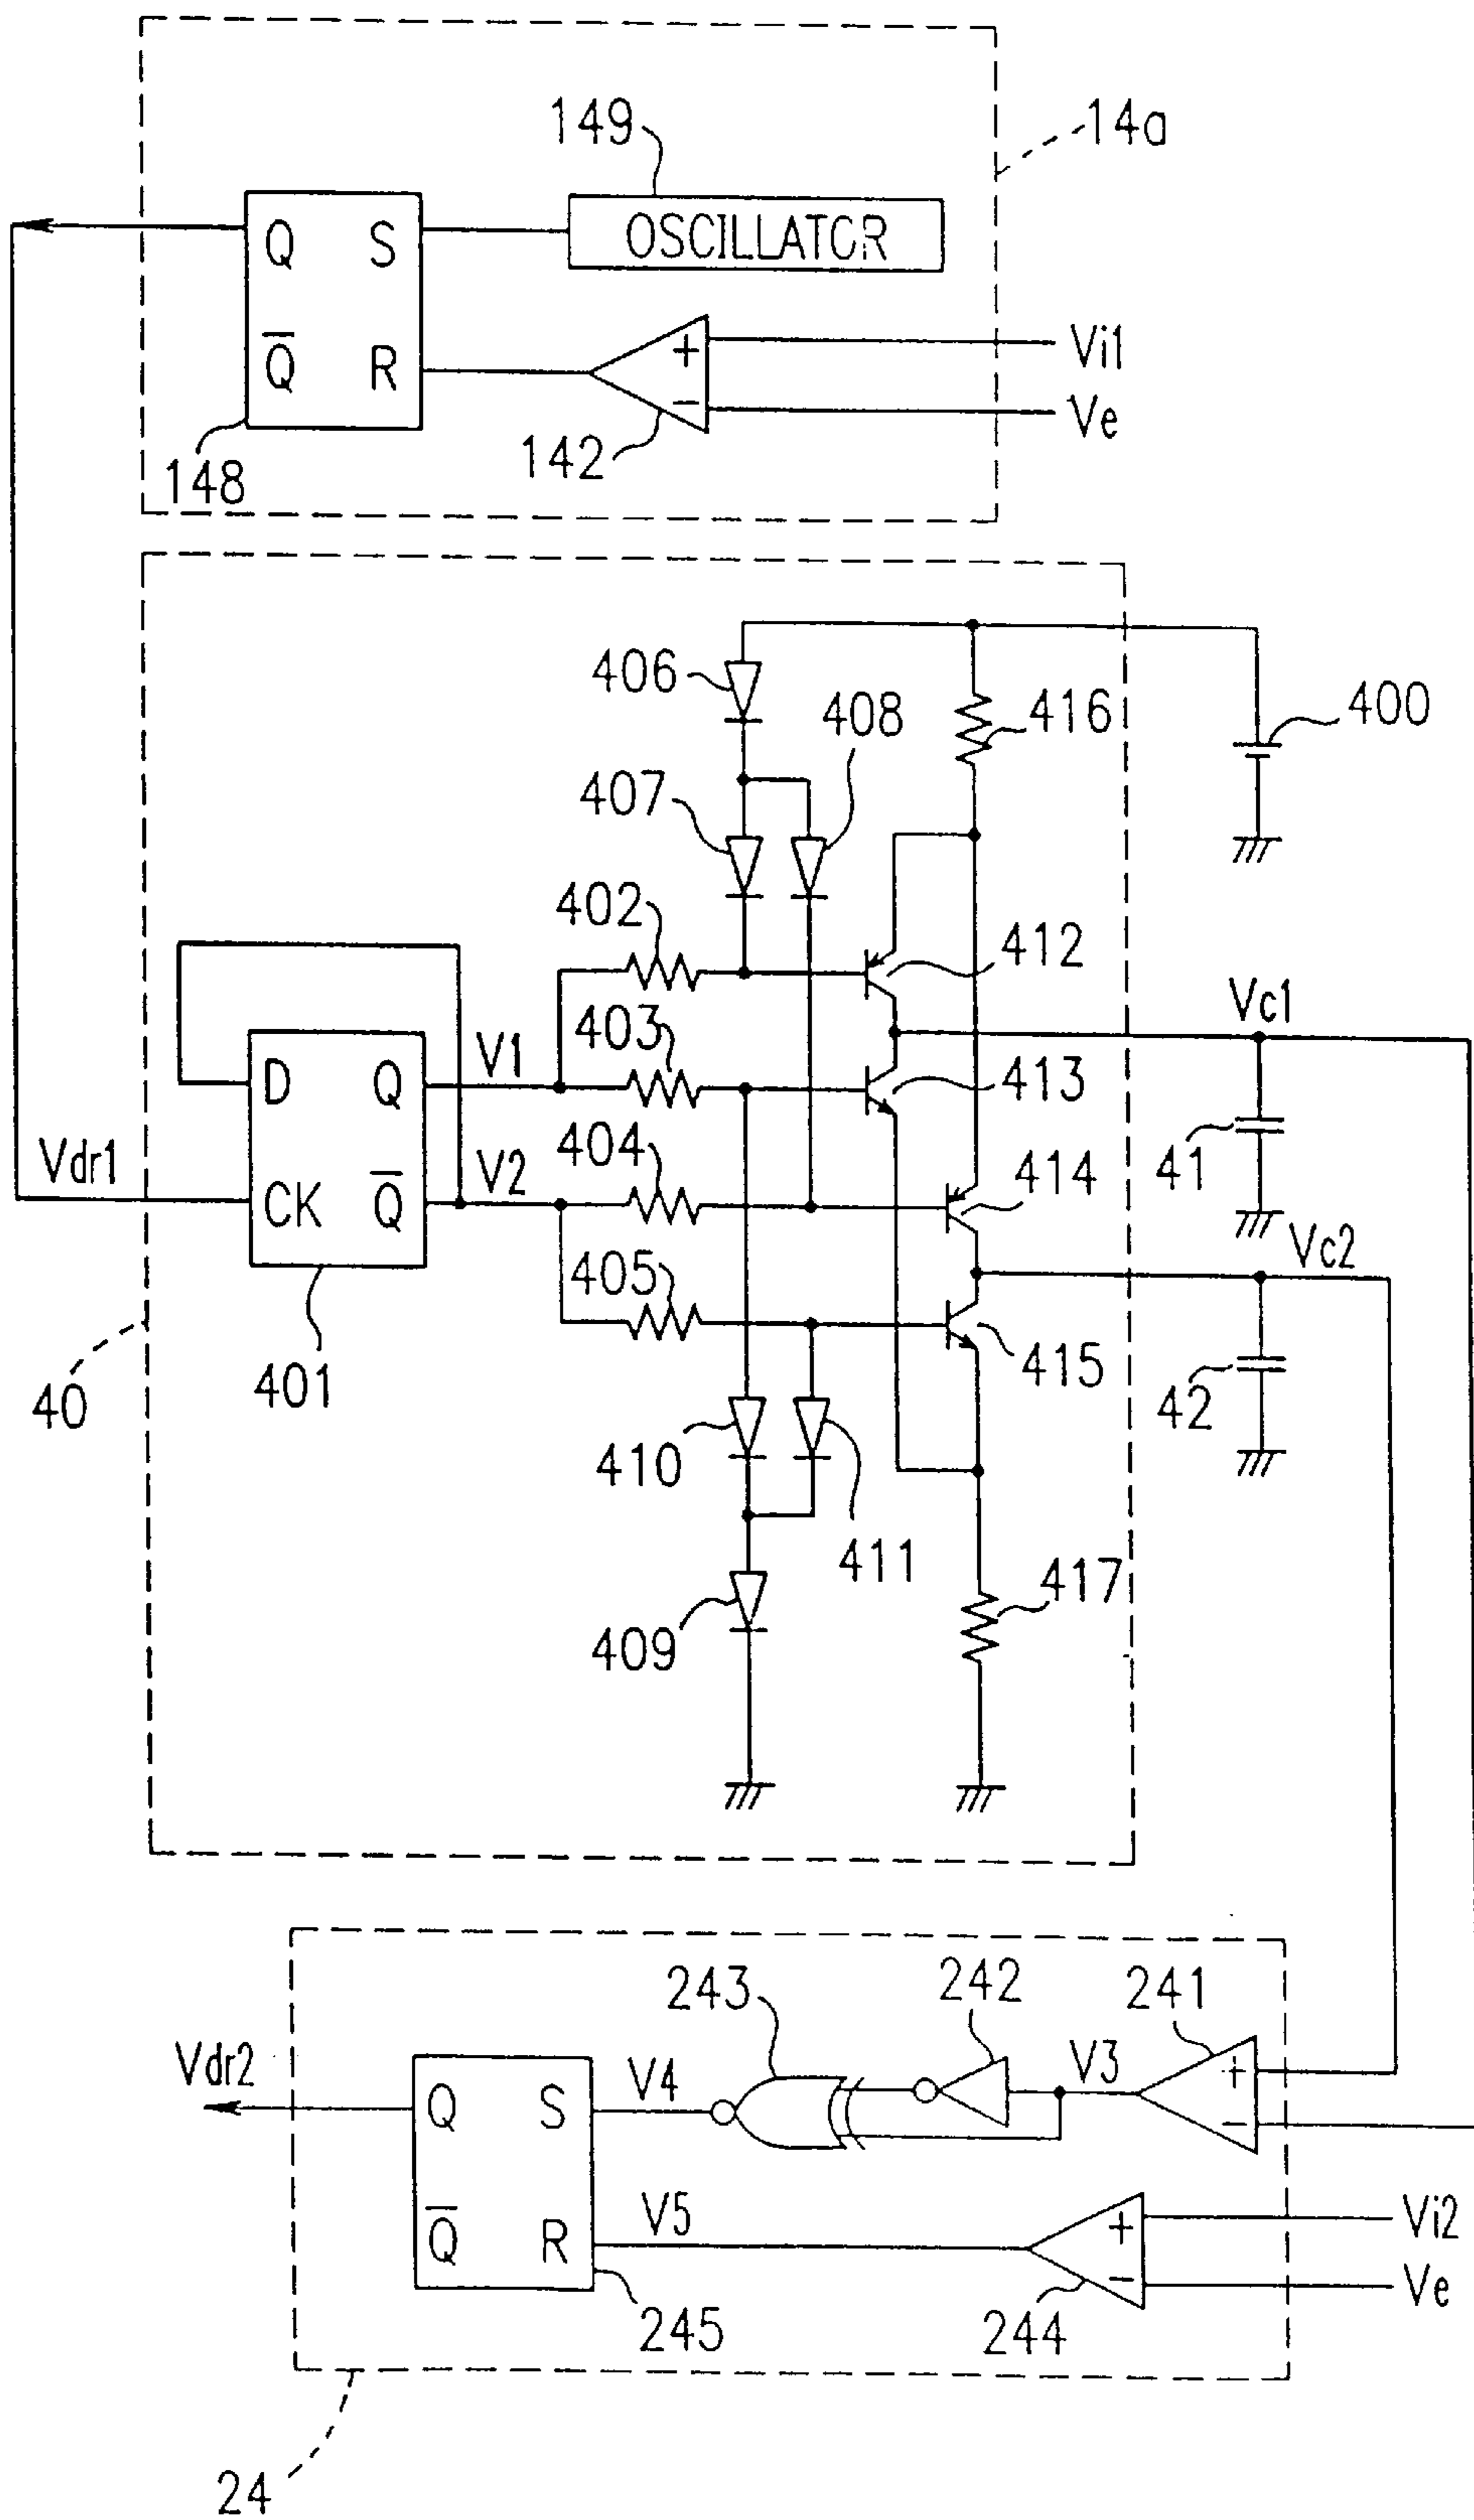 149
14a
Q S
OSCILLATOR
Q R
Vi1
Ve
148
142
406
408
416
400
407
402
412
403
Vc1
V1
D Q
413
404
41
414
Vdr1
V2
CK Q
Vc2
405
415
40
401
42
410
411
417
409
243
242
241
Vdr2
V4
V3
Q S
+
−
V5
Q R
Vi2
+
−
Ve
245
244
24